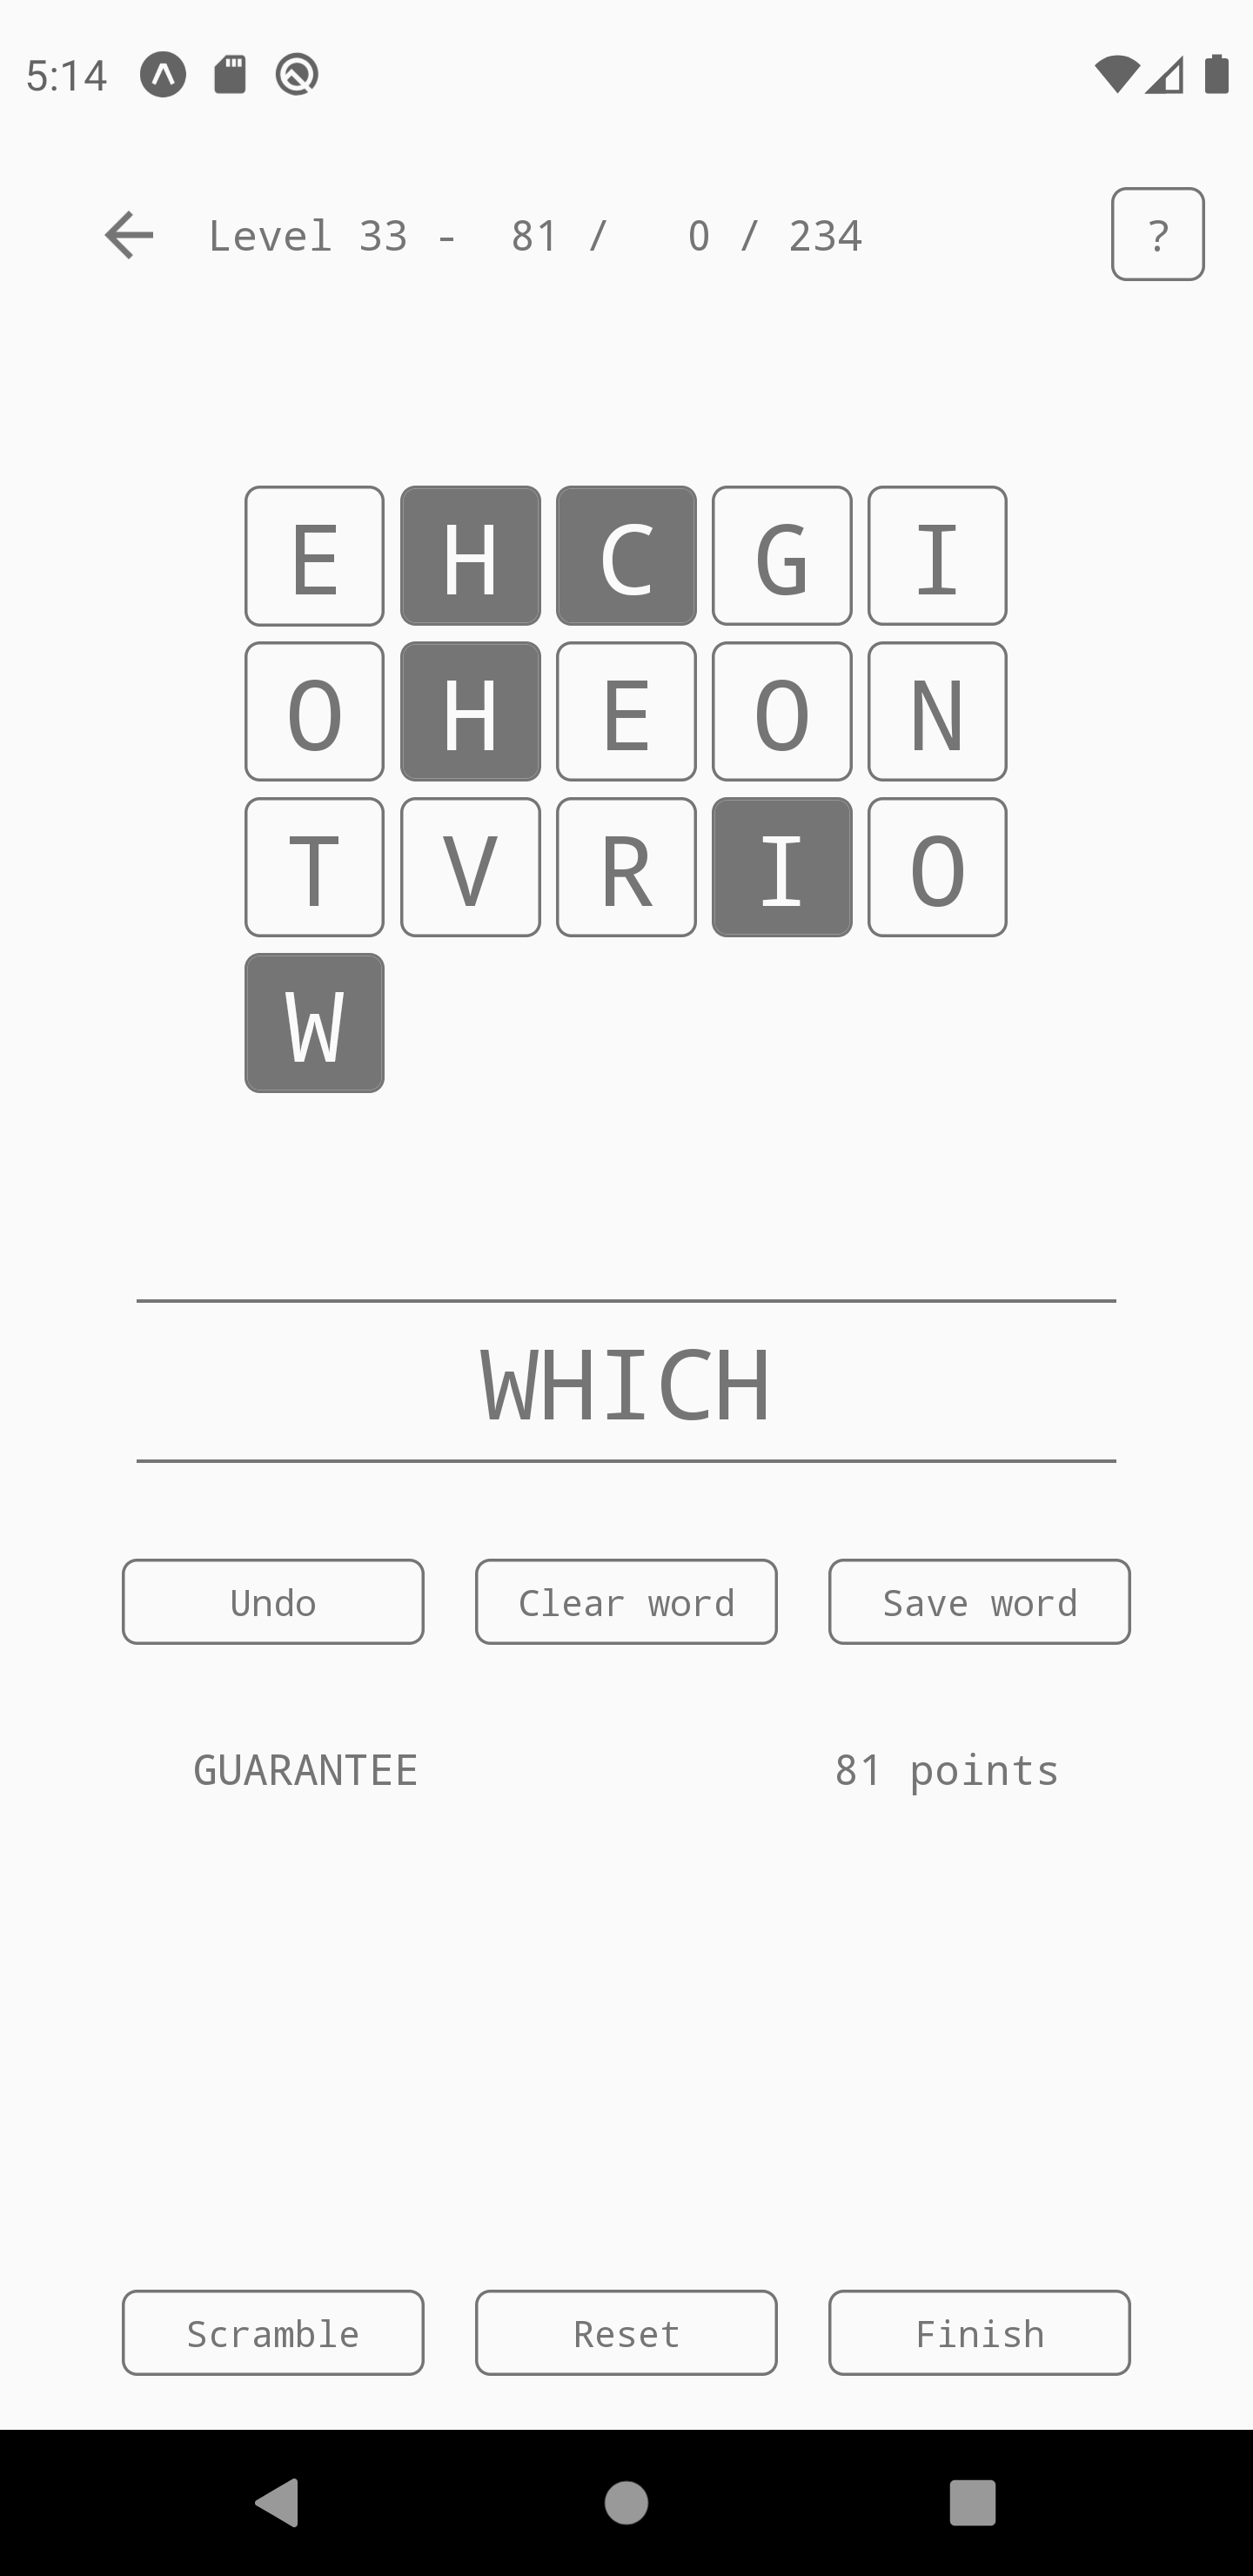 5:14
Level 33 - 81 / 0 / 234 ?
E H C G I
O H E O N
T V R I O
W
WHICH
Undo Clear word Save word
GUARANTEE 81 points
Scramble Reset Finish